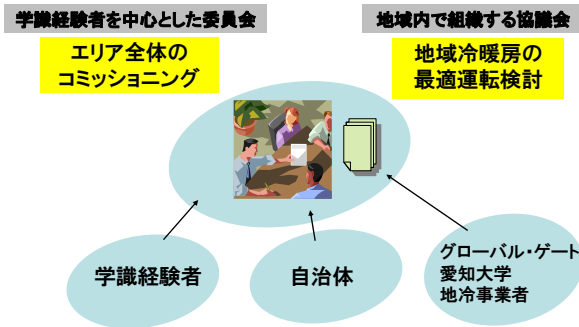 学識経験者を中心とした委員会
地域内で組織する協議会
エリア全体の
コミッショニング
地域冷暖房の
最適運転検討
学識経験者
自治体
グローバル・ゲート
愛知大学
地冷事業者